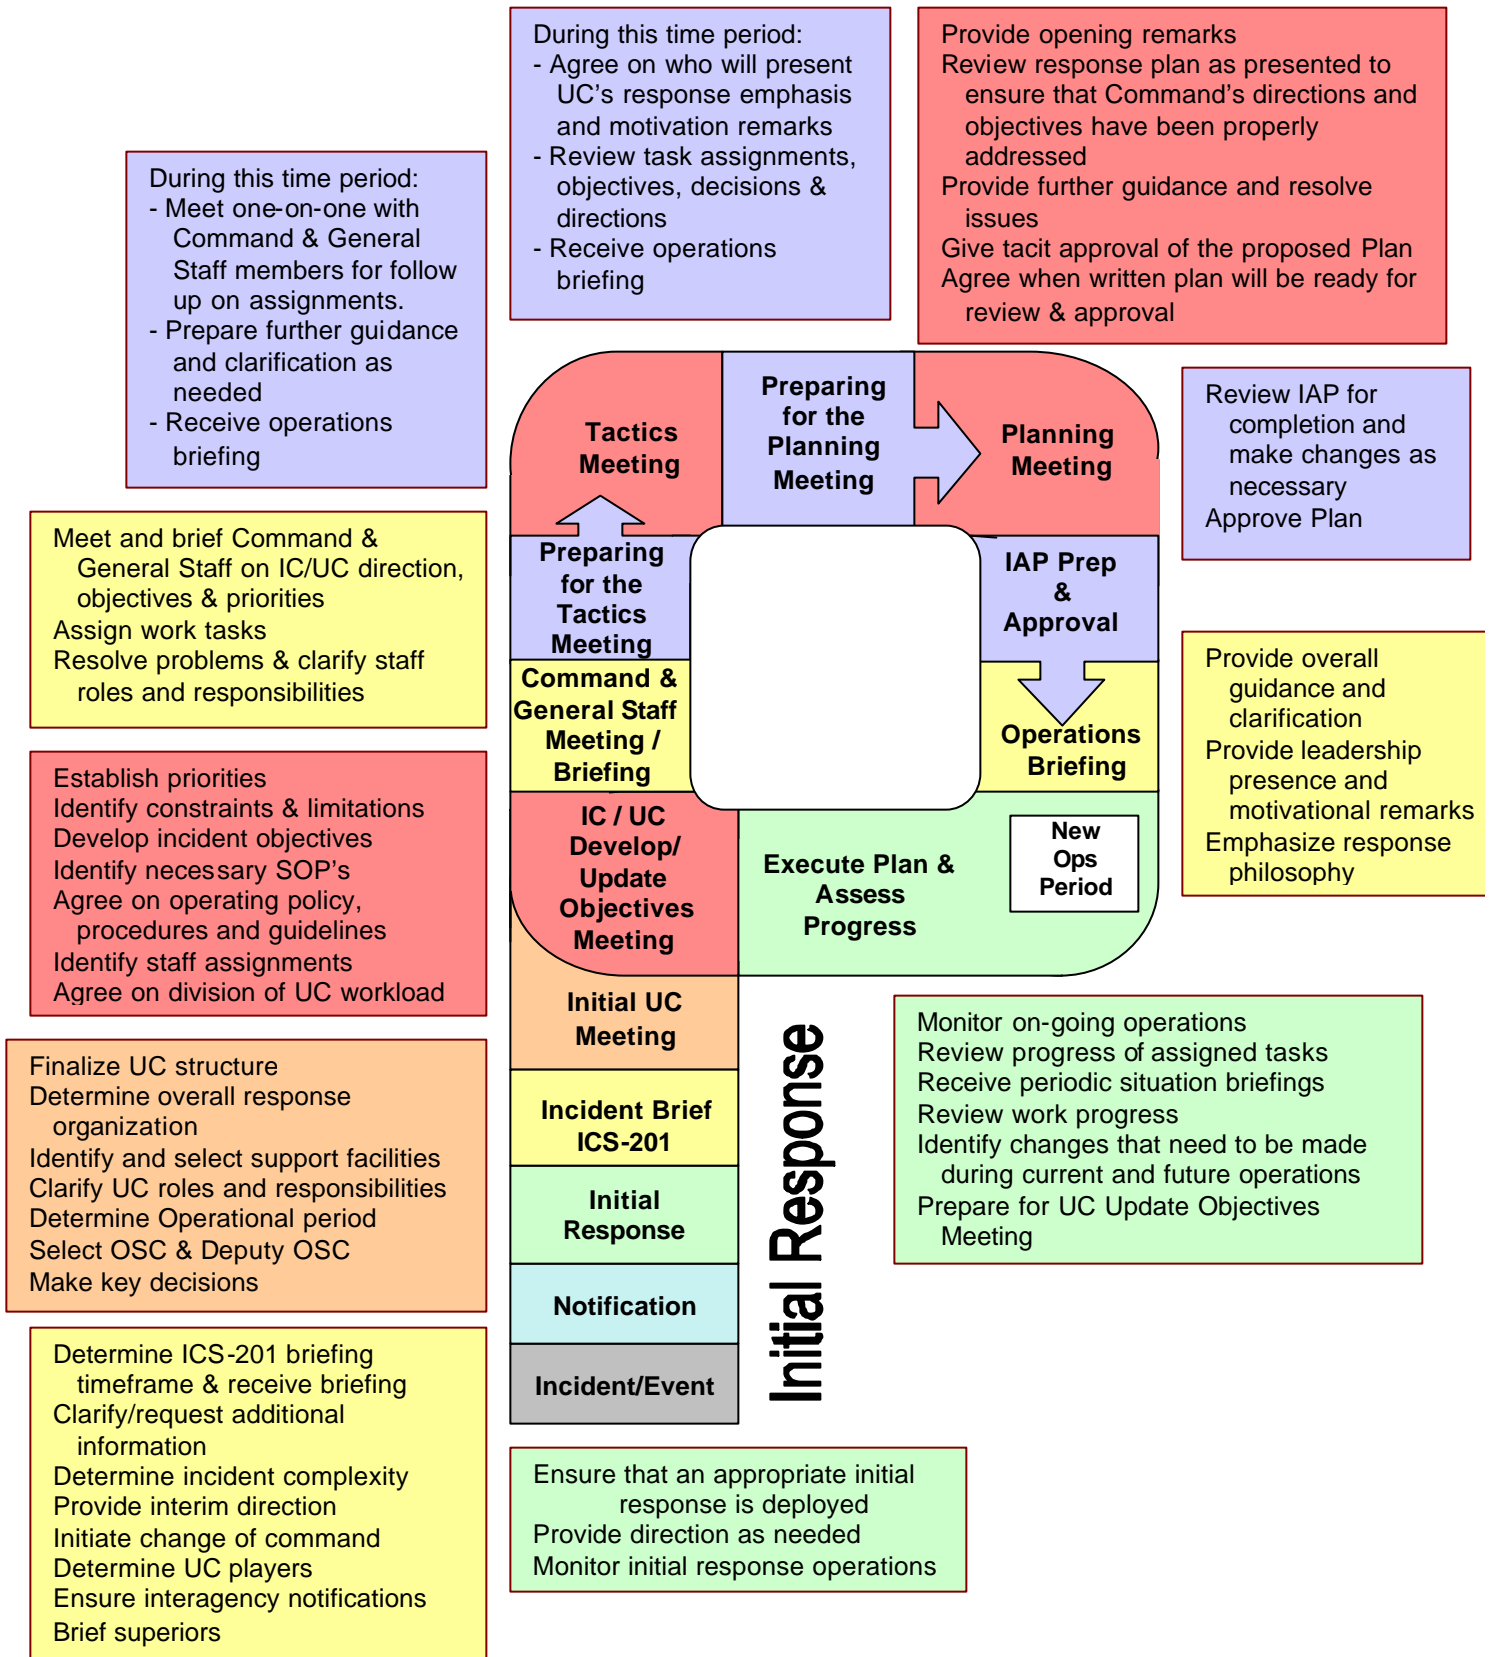 During this time period:
- Agree on who will present
UC's response emphasis
and motivation remarks
- Review task assignments,
objectives, decisions &
directions
- Receive operations
briefing
Provide opening remarks
Review response plan as presented to
ensure that Command's directions and
objectives have been properly
addressed
Provide further guidance and resolve
issues
Give tacit approval of the proposed Plan
Agree when written plan will be ready for
review & approval
During this time period:
- Meet one-on-one with
Command & General
Staff members for follow
up on assignments.
- Prepare further guidance
and clarification as
needed
- Receive operations
briefing
Tactics
Meeting
Preparing
for the
Planning
Meeting
Planning
Meeting
Review IAP for
completion and
make changes as
necessary
Approve Plan
Meet and brief Command &
General Staff on IC/UC direction,
objectives & priorities
Assign work tasks
Resolve problems & clarify staff
roles and responsibilities
Preparing
for the
Tactics
Meeting
IAP Prep
&
Approval
Command &
General Staff
Meeting /
Briefing
Operations
Briefing
Provide overall
guidance and
clarification
Provide leadership
presence and
motivational remarks
Emphasize response
philosophy
Establish priorities
Identify constraints & limitations
Develop incident objectives
Identify necessary SOP's
Agree on operating policy,
procedures and guidelines
Identify staff assignments
Agree on division of UC workload
IC / UC
Develop/
Update
Objectives
Meeting
Execute Plan &
Assess
Progress
New
Ops
Period
Initial UC
Meeting
Finalize UC structure
Determine overall response
organization
Identify and select support facilities
Clarify UC roles and responsibilities
Determine Operational period
Select OSC & Deputy OSC
Make key decisions
Incident Brief
ICS-201
Initial
Response
Notification
Incident/Event
Initial Response
Monitor on-going operations
Review progress of assigned tasks
Receive periodic situation briefings
Review work progress
Identify changes that need to be made
during current and future operations
Prepare for UC Update Objectives
Meeting
Determine ICS-201 briefing
timeframe & receive briefing
Clarify/request additional
information
Determine incident complexity
Provide interim direction
Initiate change of command
Determine UC players
Ensure interagency notifications
Brief superiors
Ensure that an appropriate initial
response is deployed
Provide direction as needed
Monitor initial response operations